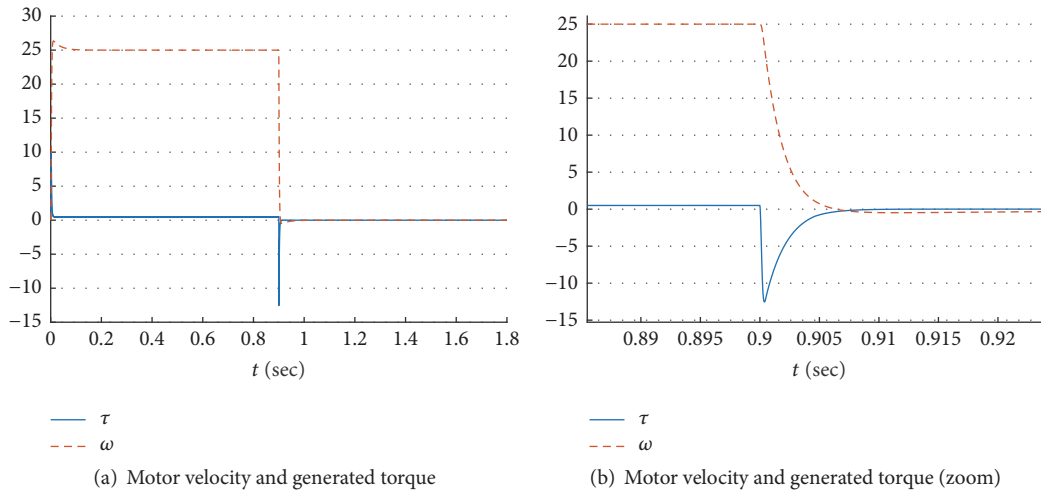 30
25
20
15
10
5
0
−5
−10
−15
0 0.2 0.4 0.6 0.8 1 1.2 1.4 1.6 1.8
t (sec)
τ
ω
(a) Motor velocity and generated torque
25
20
15
10
5
0
−5
−10
−15
0.89 0.895 0.9 0.905 0.91 0.915 0.92
t (sec)
τ
ω
(b) Motor velocity and generated torque (zoom)